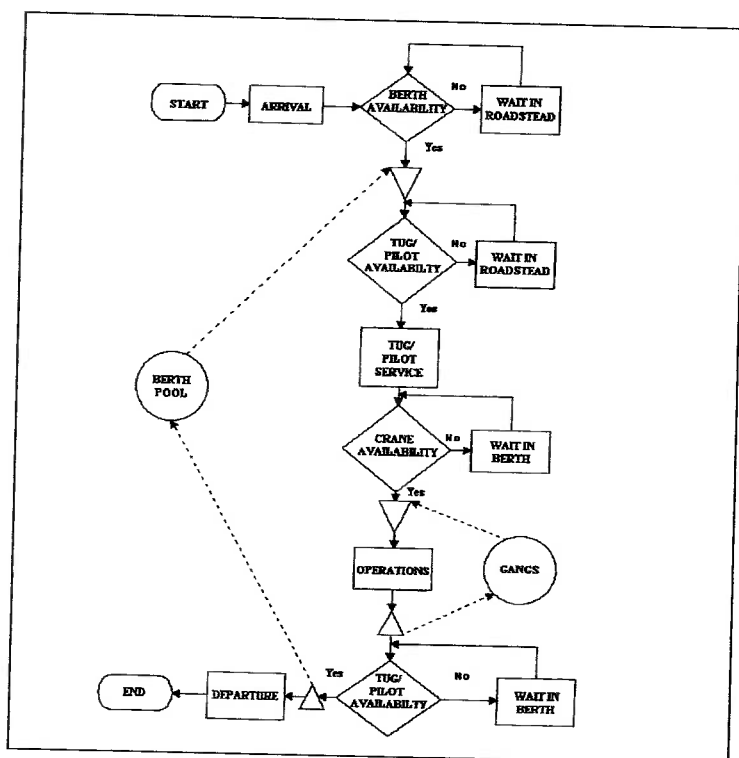 START
ARRIVAL
BERTH
AVAILABILITY
No
WAIT IN
ROADSTEAD
Yes
TUG/
PILOT
AVAILABILTY
No
WAIT IN
ROADSTEAD
Yes
TUG/
PILOT
SERVICE
BERTH
POOL
CRANE
AVAILABILITY
No
WAIT IN
BERTH
Yes
OPERATIONS
GANGS
END
DEPARTURE
Yes
TUG/
PILOT
AVAILABILTY
No
WAIT IN
BERTH